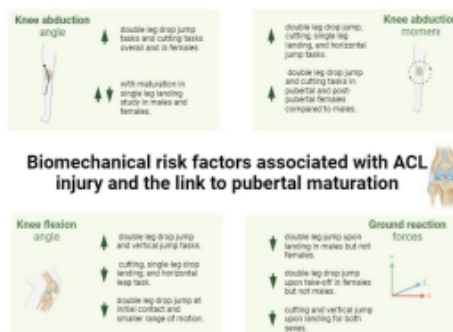 Knee abduction
angle
double leg drop jump
tasks and cutting tasks
overall and in females
with maturation in
single leg landing
study in males and
females.
Knee abduction
moment
double leg drop jump,
cutting, single leg
landing, and horizontal
jump tasks.
double leg drop jump
and cutting tasks in
pubertal and post-
pubertal females
compared to males.
Biomechanical risk factors associated with ACL
injury and the link to pubertal maturation
Knee flexion
angle
double leg drop jump
and vertical jump tasks.
cutting, single leg drop
landing, and horizontal
leap task.
double leg drop jump at
initial contact and
smaller range of motion.
Ground reaction
forces
double leg jump upon
landing in males but not
females.
double leg drop jump
upon take-off in females
but not males.
cutting and vertical jump
upon landing for both
sexes.